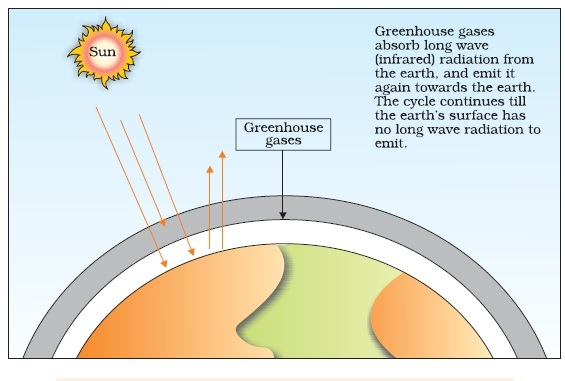 Sun
Greenhouse gases
absorb long wave
(infrared) radiation from
the earth, and emit it
again towards the earth.
The cycle continues till
the earth's surface has
no long wave radiation to
emit.
Greenhouse
gases